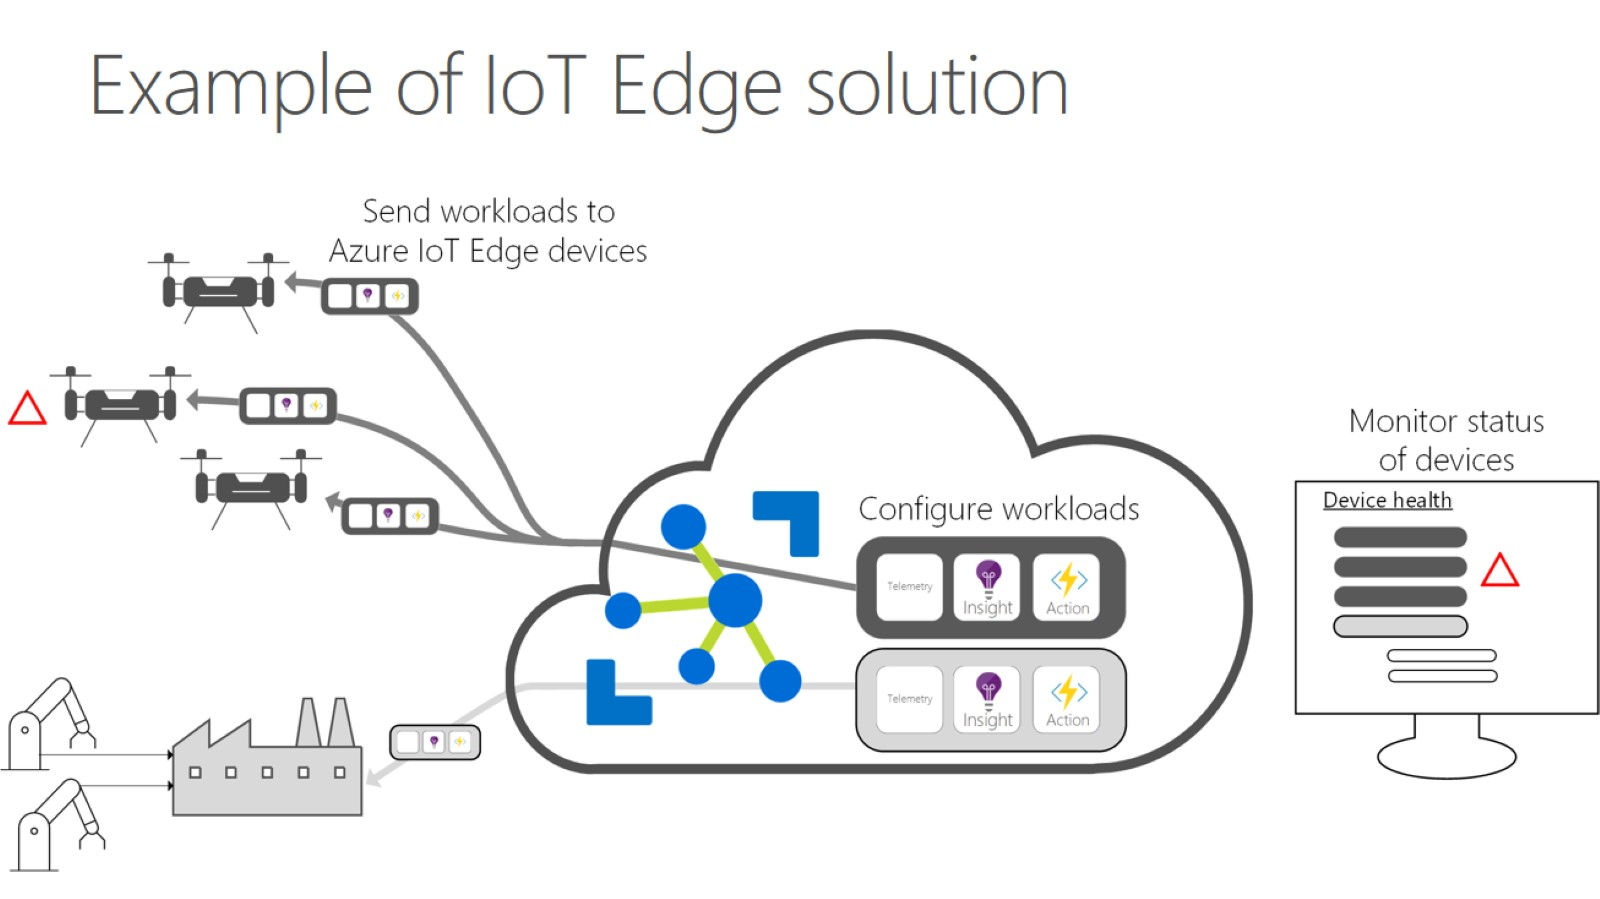 Example of IoT Edge solution
Send workloads to
Azure IoT Edge devices
Monitor status
of devices
Device health
Configure workloads
Telemetry
Insight
Action
Telemetry
Insight
Action